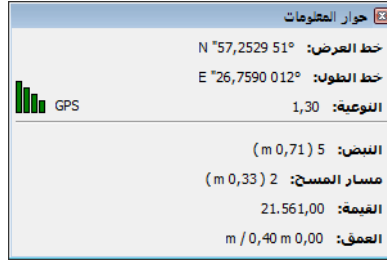 حوار المعلومات
خط العرض: N "57,2529 51°
خط الطول: E "26,7590 012°
GPS
النوعية: 1,30
النبض: 5 ( 0,71 m )
مسار المسح: 2 ( 0,33 m )
القيمة: 21.561,00
العمق: m / 0,40 m 0,00